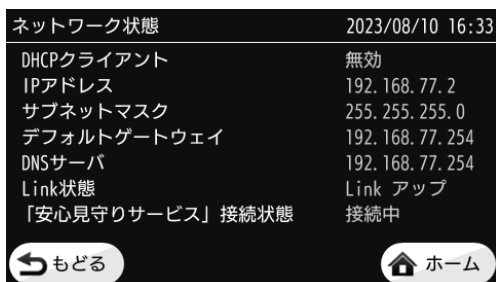 ネットワーク状態 2023/08/10 16:33
DHCPクライアント 無効
IPアドレス 192.168.77.2
サブネットマスク 255.255.255.0
デフォルトゲートウェイ 192.168.77.254
DNSサーバ 192.168.77.254
Link状態 Link アップ
「安心見守りサービス」接続状態 接続中
もどる ホーム